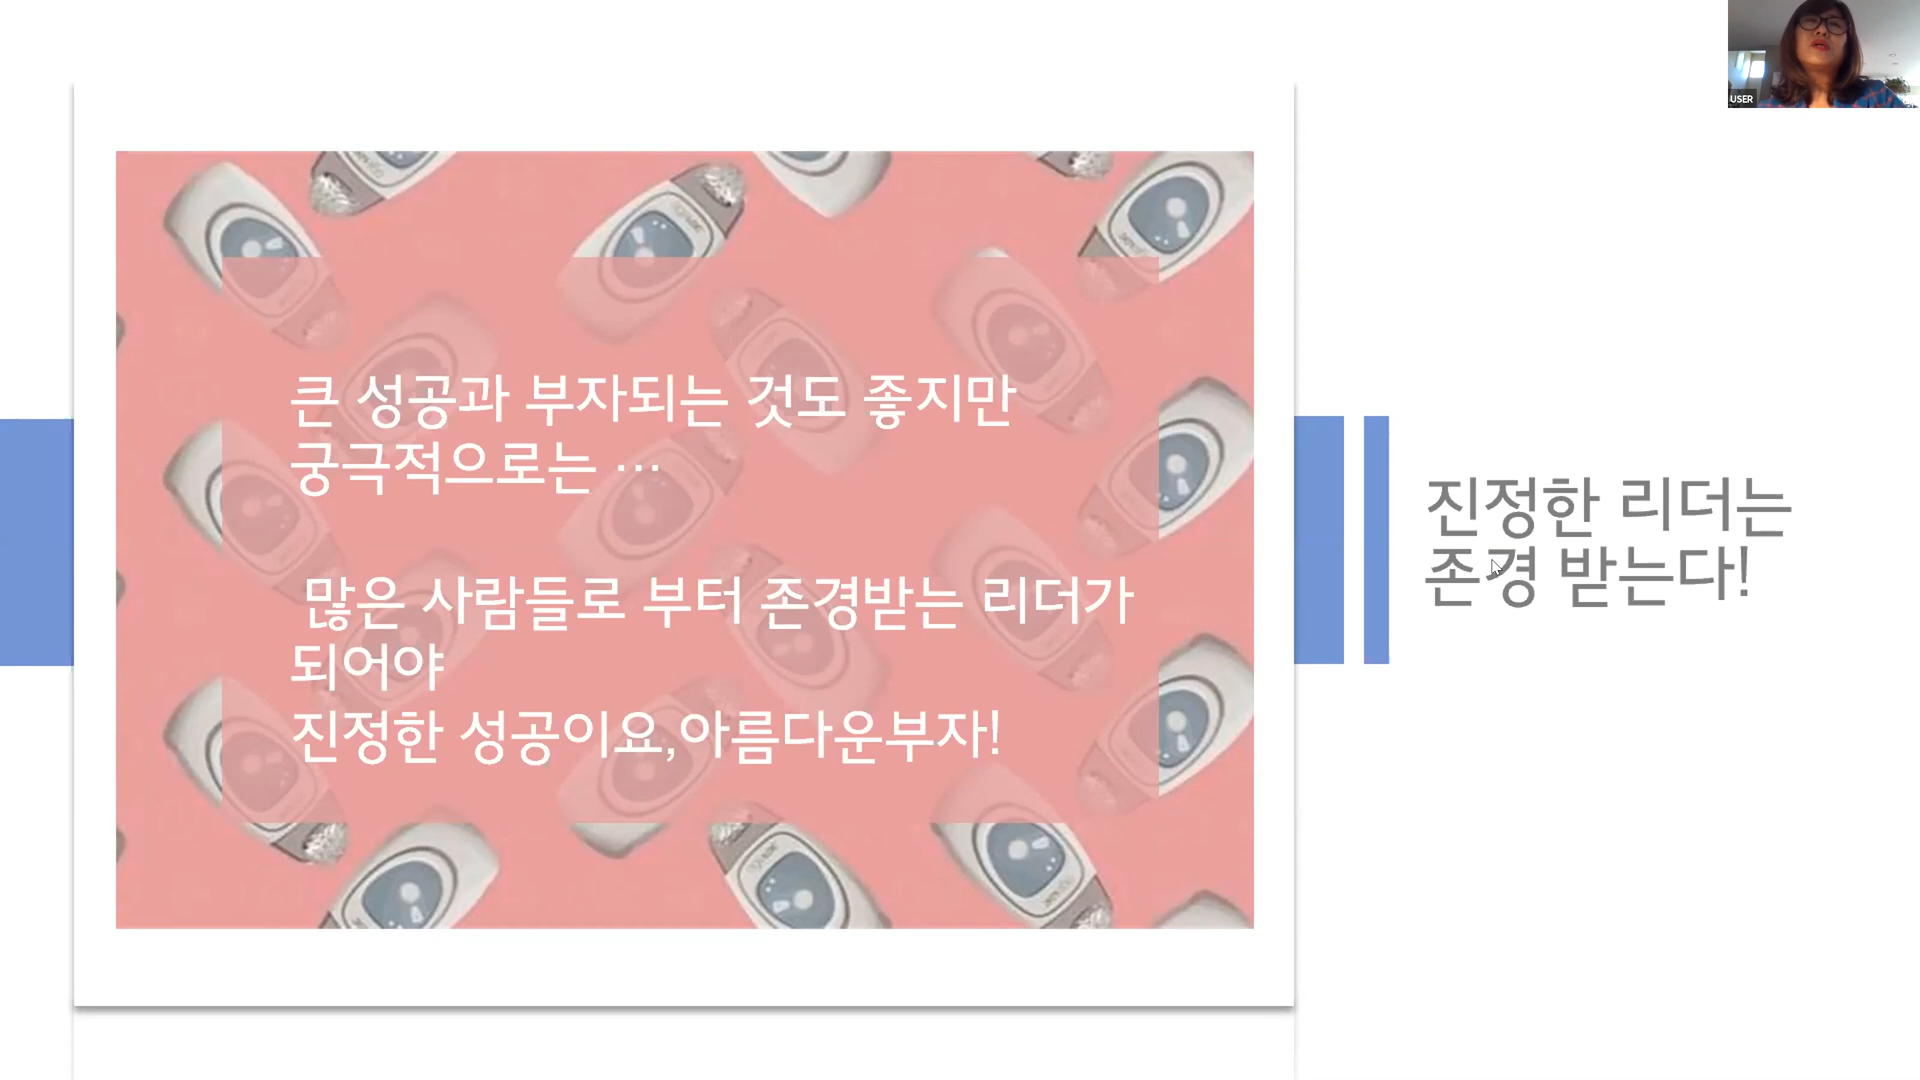 USER
큰 성공과 부자되는 것도 좋지만
궁극적으로는 …
많은 사람들로 부터 존경받는 리더가
되어야
진정한 성공이요,아름다운부자!
진정한 리더는
존경 받는다!